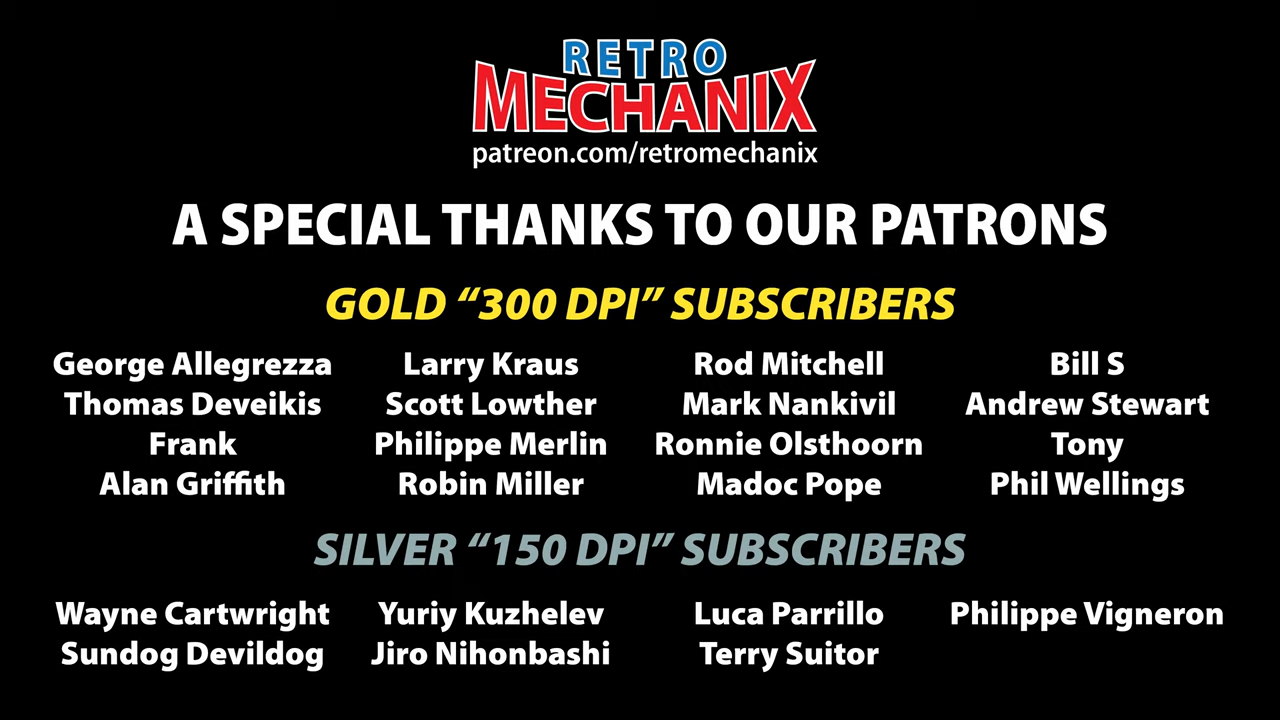 RETRO
MECHANIX
patreon.com/retromechanix
A SPECIAL THANKS TO OUR PATRONS
GOLD “300 DPI” SUBSCRIBERS
George Allegrezza Larry Kraus Rod Mitchell Bill S
Thomas Deveikis Scott Lowther Mark Nankivil Andrew Stewart
Frank Philippe Merlin Ronnie Olsthoorn Tony
Alan Griffith Robin Miller Madoc Pope Phil Wellings
SILVER “150 DPI” SUBSCRIBERS
Wayne Cartwright Yuriy Kuzhelev Luca Parrillo Philippe Vigneron
Sundog Devildog Jiro Nihonbashi Terry Suitor